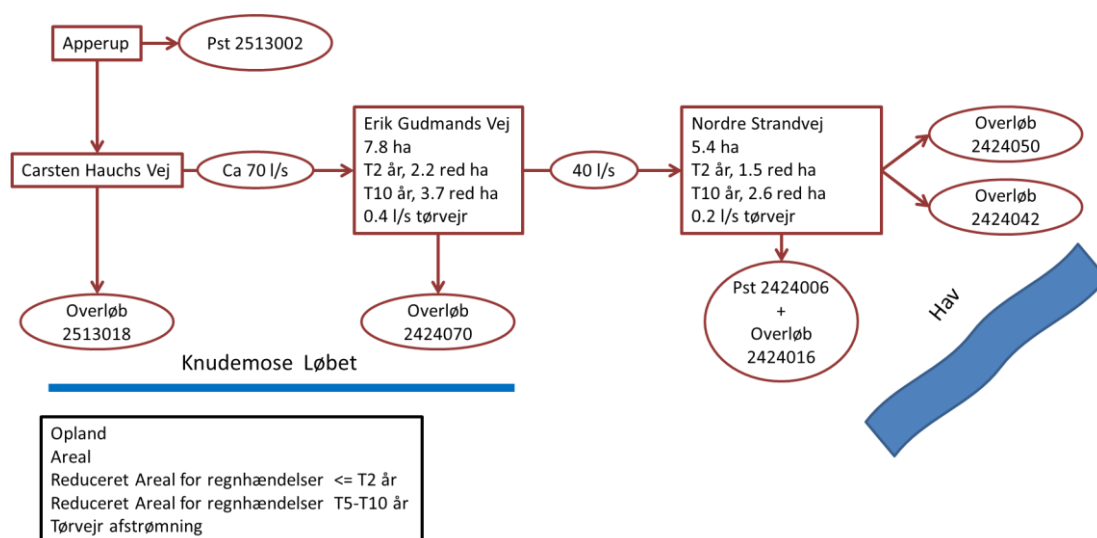 Apperup
Pst 2513002
Carsten Hauchs Vej
Ca 70 l/s
Erik Gudmands Vej
7.8 ha
T2 år, 2.2 red ha
T10 år, 3.7 red ha
0.4 l/s tørvejr
40 l/s
Nordre Strandvej
5.4 ha
T2 år, 1.5 red ha
T10 år, 2.6 red ha
0.2 l/s tørvejr
Overløb
2424050
Overløb
2424042
Overløb
2513018
Overløb
2424070
Pst 2424006
+
Overløb
2424016
Hav
Knudemose Løbet
Opland
Areal
Reduceret Areal for regnhændelser <= T2 år
Reduceret Areal for regnhændelser T5-T10 år
Tørvejr afstrømning